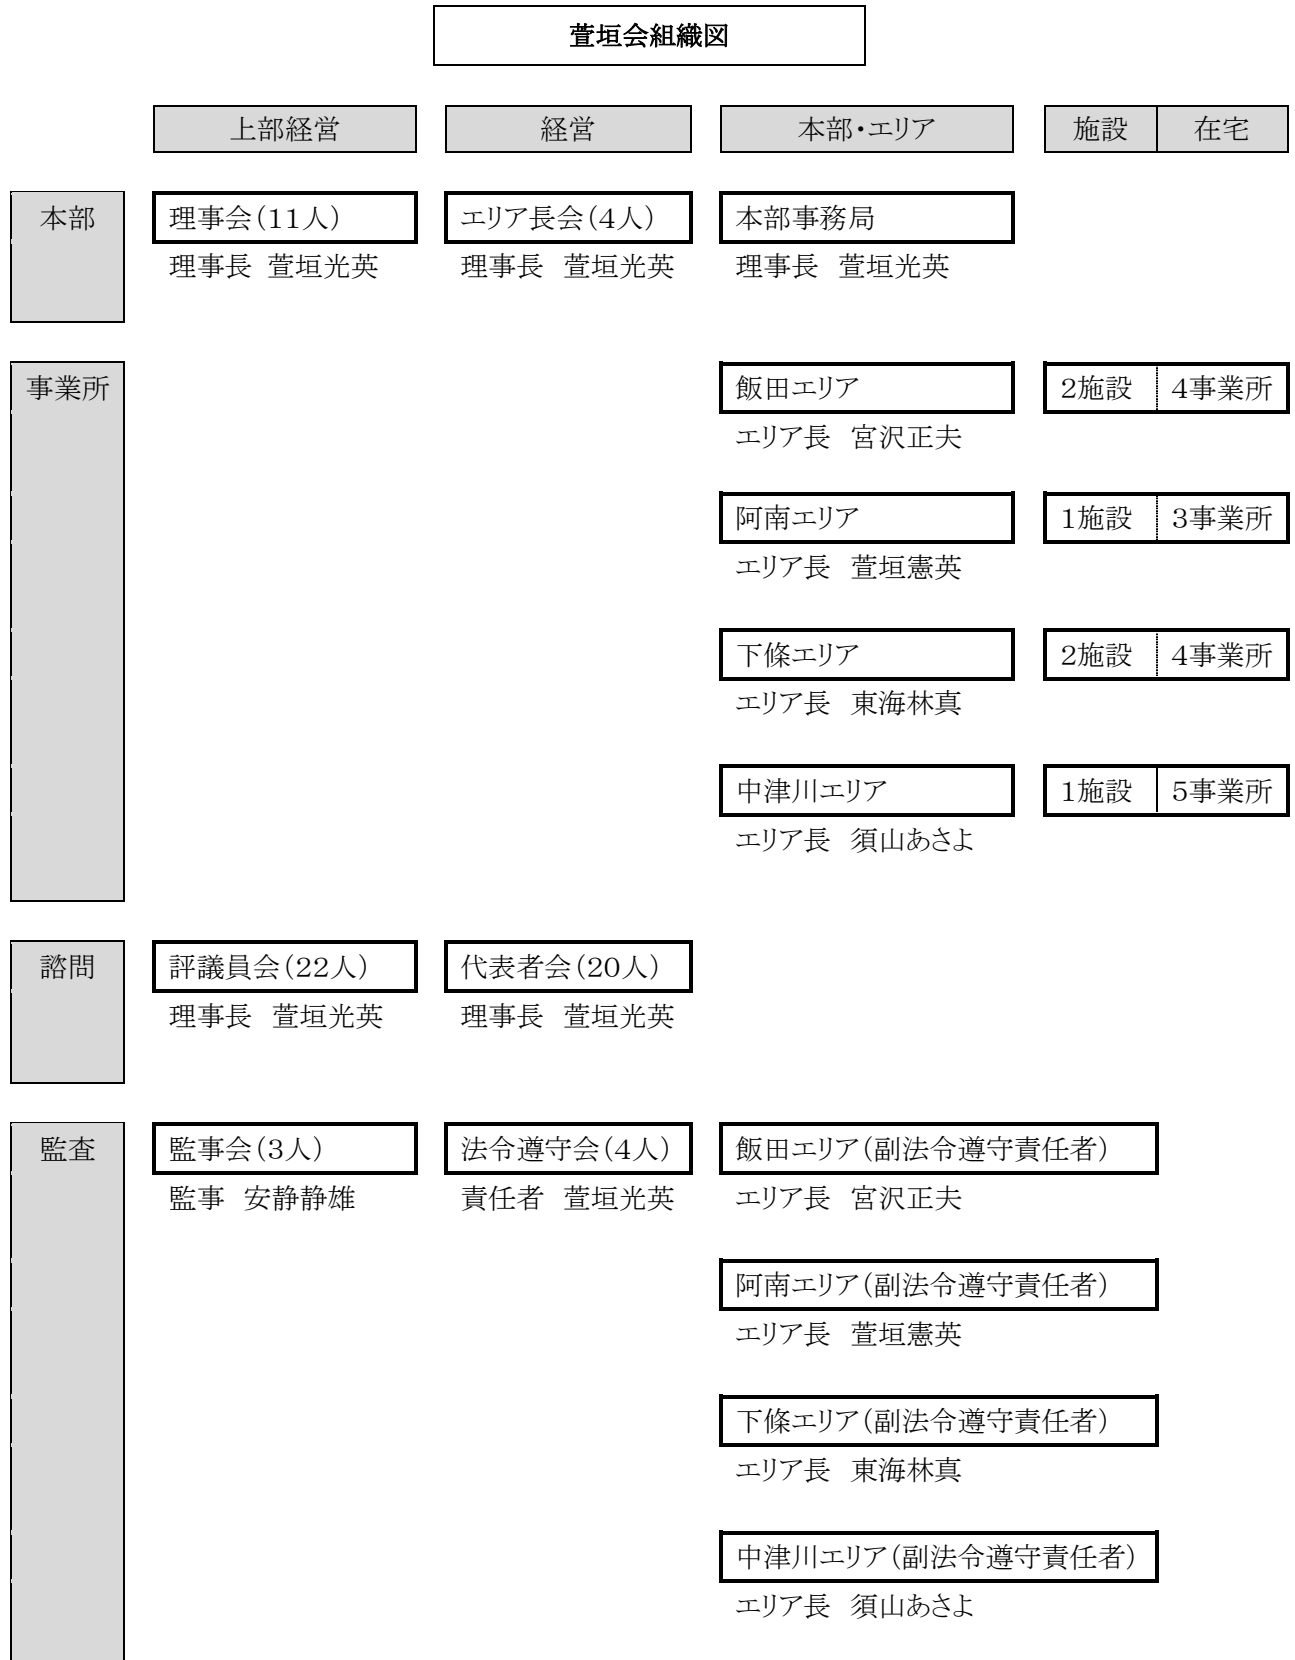 萱垣会組織図
上部経営 経営 本部・エリア 施設 在宅
本部 理事会(11人) エリア長会(4人) 本部事務局
理事長 萱垣光英 理事長 萱垣光英 理事長 萱垣光英
事業所 飯田エリア 2施設 4事業所
エリア長 宮沢正夫
阿南エリア 1施設 3事業所
エリア長 萱垣憲英
下條エリア 2施設 4事業所
エリア長 東海林真
中津川エリア 1施設 5事業所
エリア長 須山あさよ
諮問 評議員会(22人) 代表者会(20人)
理事長 萱垣光英 理事長 萱垣光英
監査 監事会(3人) 法令遵守会(4人) 飯田エリア(副法令遵守責任者)
監事 安静静雄 責任者 萱垣光英 エリア長 宮沢正夫
阿南エリア(副法令遵守責任者)
エリア長 萱垣憲英
下條エリア(副法令遵守責任者)
エリア長 東海林真
中津川エリア(副法令遵守責任者)
エリア長 須山あさよ